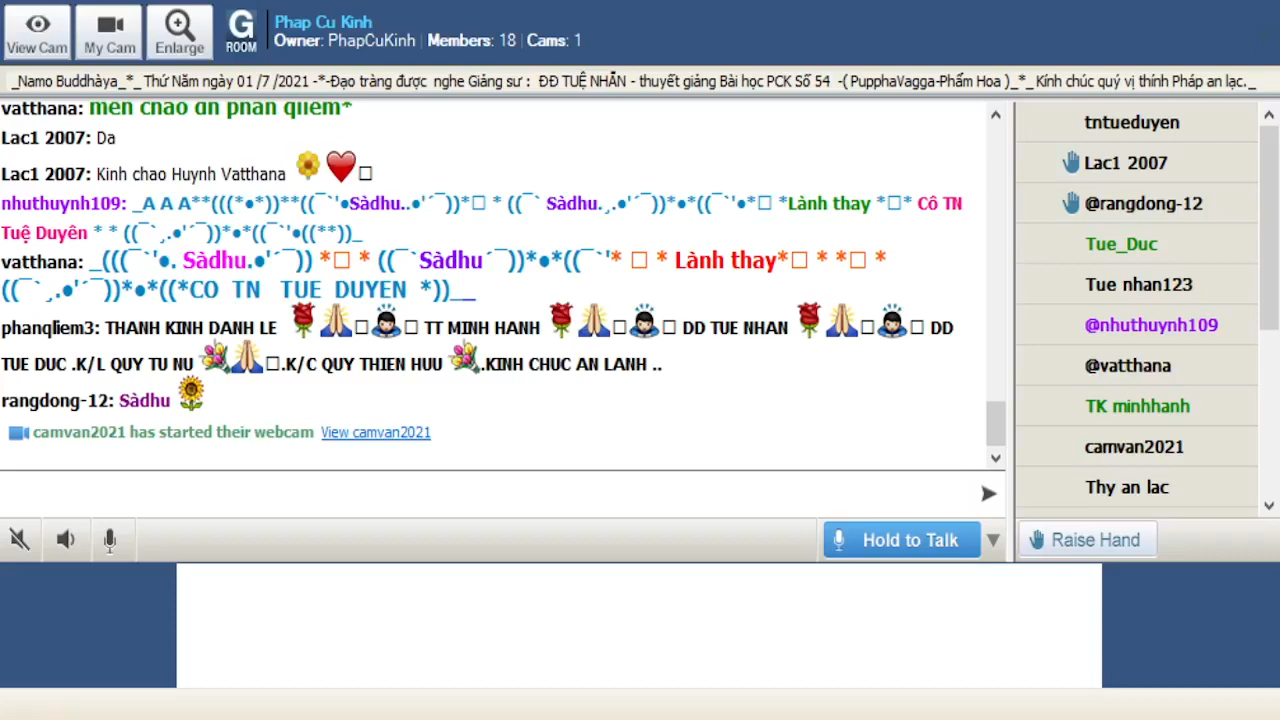 Phap Cu Kinh
View Cam My Cam Enlarge G ROOM Owner: PhapCuKinh Members: 18 Cams: 1
_Namo Buddhàya_*_ Thứ Năm ngày 01 /7 /2021 -*-Đạo tràng được nghe Giảng sư : ĐĐ TUỆ NHẪN - thuyết giảng Bài học PCK Số 54 -( PupphaVagga-Phẩm Hoa )_*_ Kính chúc quý vị thính Pháp an lạc._
vatthana: men chao dh phan qliem*
Lac1 2007: Da
Lac1 2007: Kinh chao Huynh Vatthana
nhuthuynh109: _A A A**(((*•*))**((¯`'•Sàdhu..•'´¯))*□ * ((¯` Sàdhu.¸.•'´¯))*•*((¯`'•*□ *Lành thay *□* Cô TN
Tuệ Duyên * * ((¯`¸.•'´¯))*•*((¯`'•((**))_
vatthana: _(((¯`'•. Sàdhu.•'´¯)) *□ * ((¯`Sàdhu´¯))*•*((¯`'* □ * Lành thay*□ * *□ *
((¯`¸.•'´¯))*•*((*CO TN TUE DUYEN *))__
phanqliem3: THANH KINH DANH LE □ □ TT MINH HANH □ □ DD TUE NHAN □ □ DD
TUE DUC .K/L QUY TU NU □.K/C QUY THIEN HUU .KINH CHUC AN LANH ..
rangdong-12: Sàdhu
camvan2021 has started their webcam View camvan2021
Hold to Talk
tntueduyen
Lac1 2007
@rangdong-12
Tue_Duc
Tue nhan123
@nhuthuynh109
@vatthana
TK minhhanh
camvan2021
Thy an lac
Raise Hand